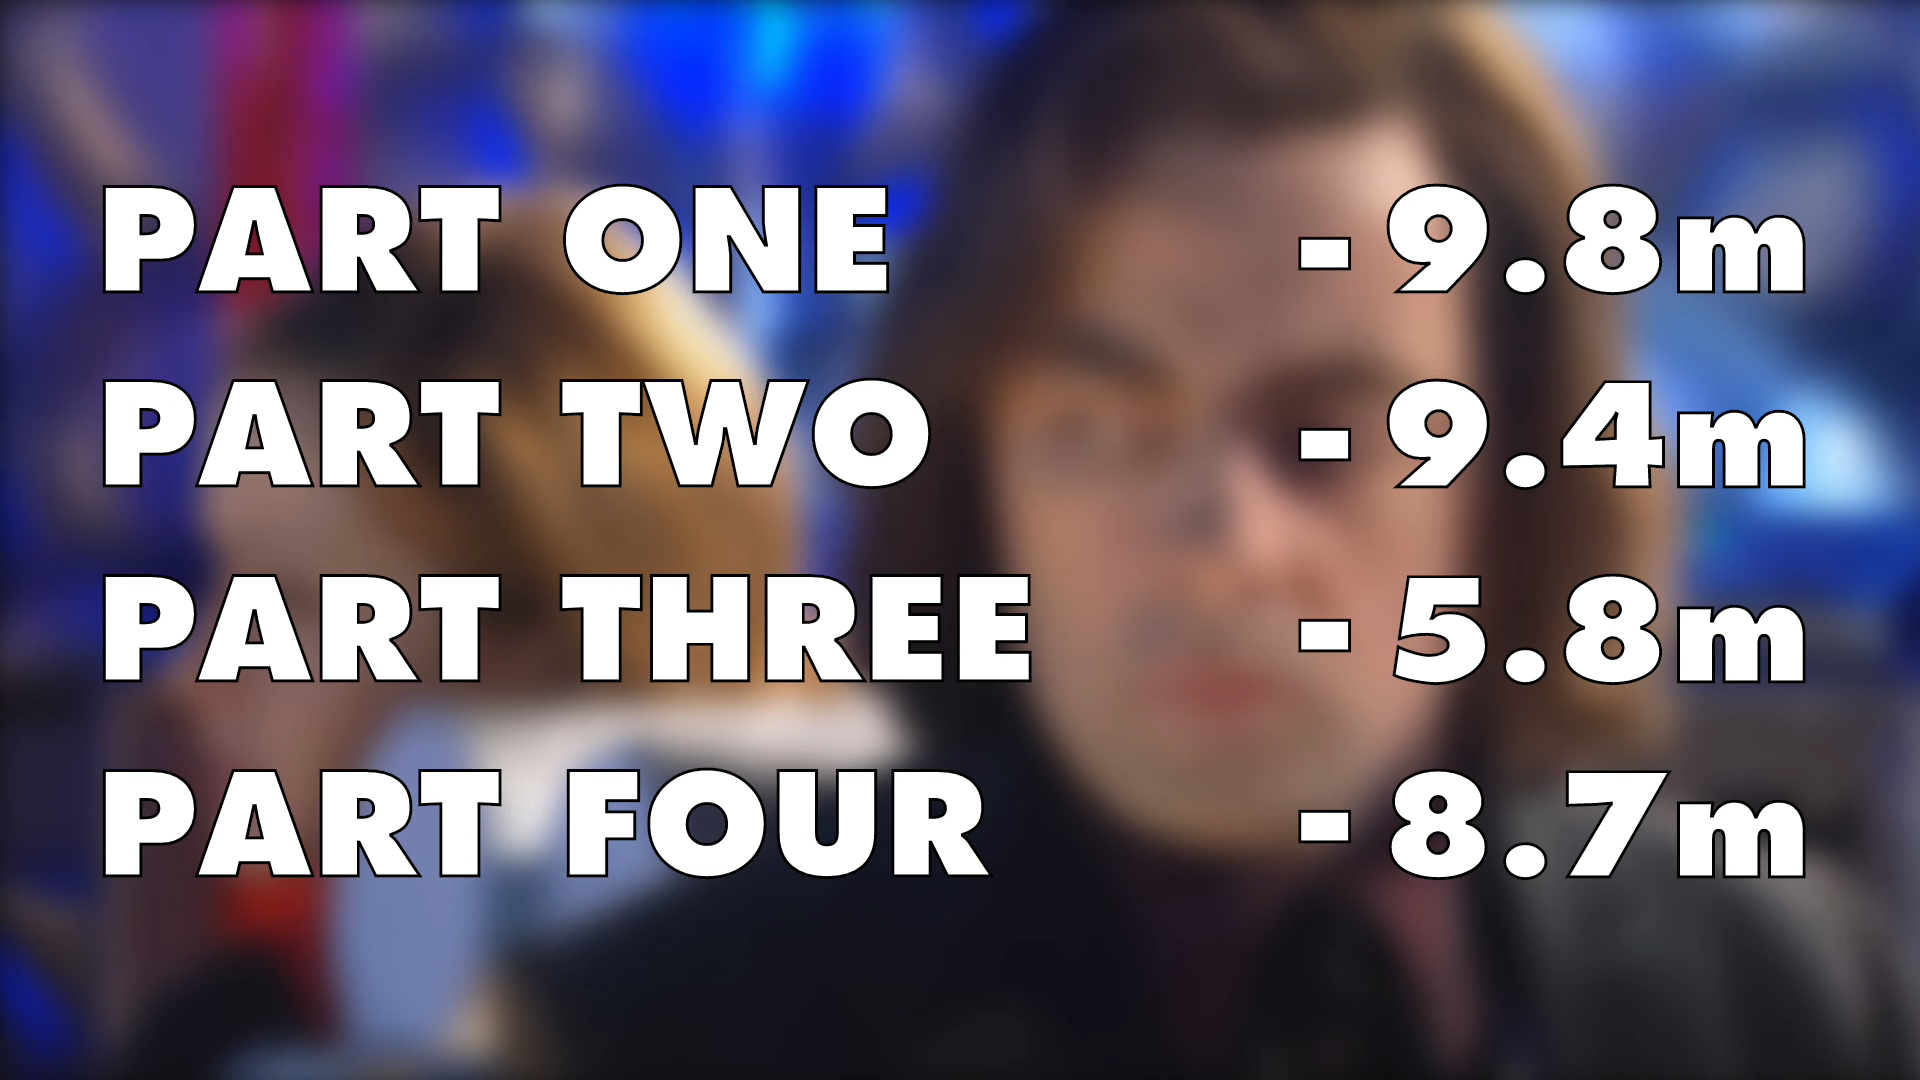 PART ONE - 9.8m
PART TWO - 9.4m
PART THREE - 5.8m
PART FOUR - 8.7m